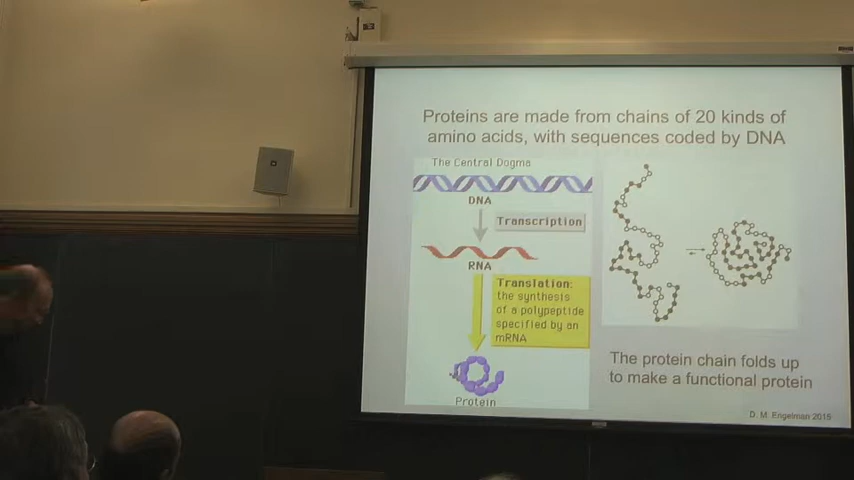 Proteins are made from chains of 20 kinds of
amino acids, with sequences coded by DNA
The Central Dogma
DNA
Transcription
RNA
Translation:
the synthesis
of a polypeptide
specified by an
mRNA
Protein
The protein chain folds up
to make a functional protein
D. M. Engelman 2015